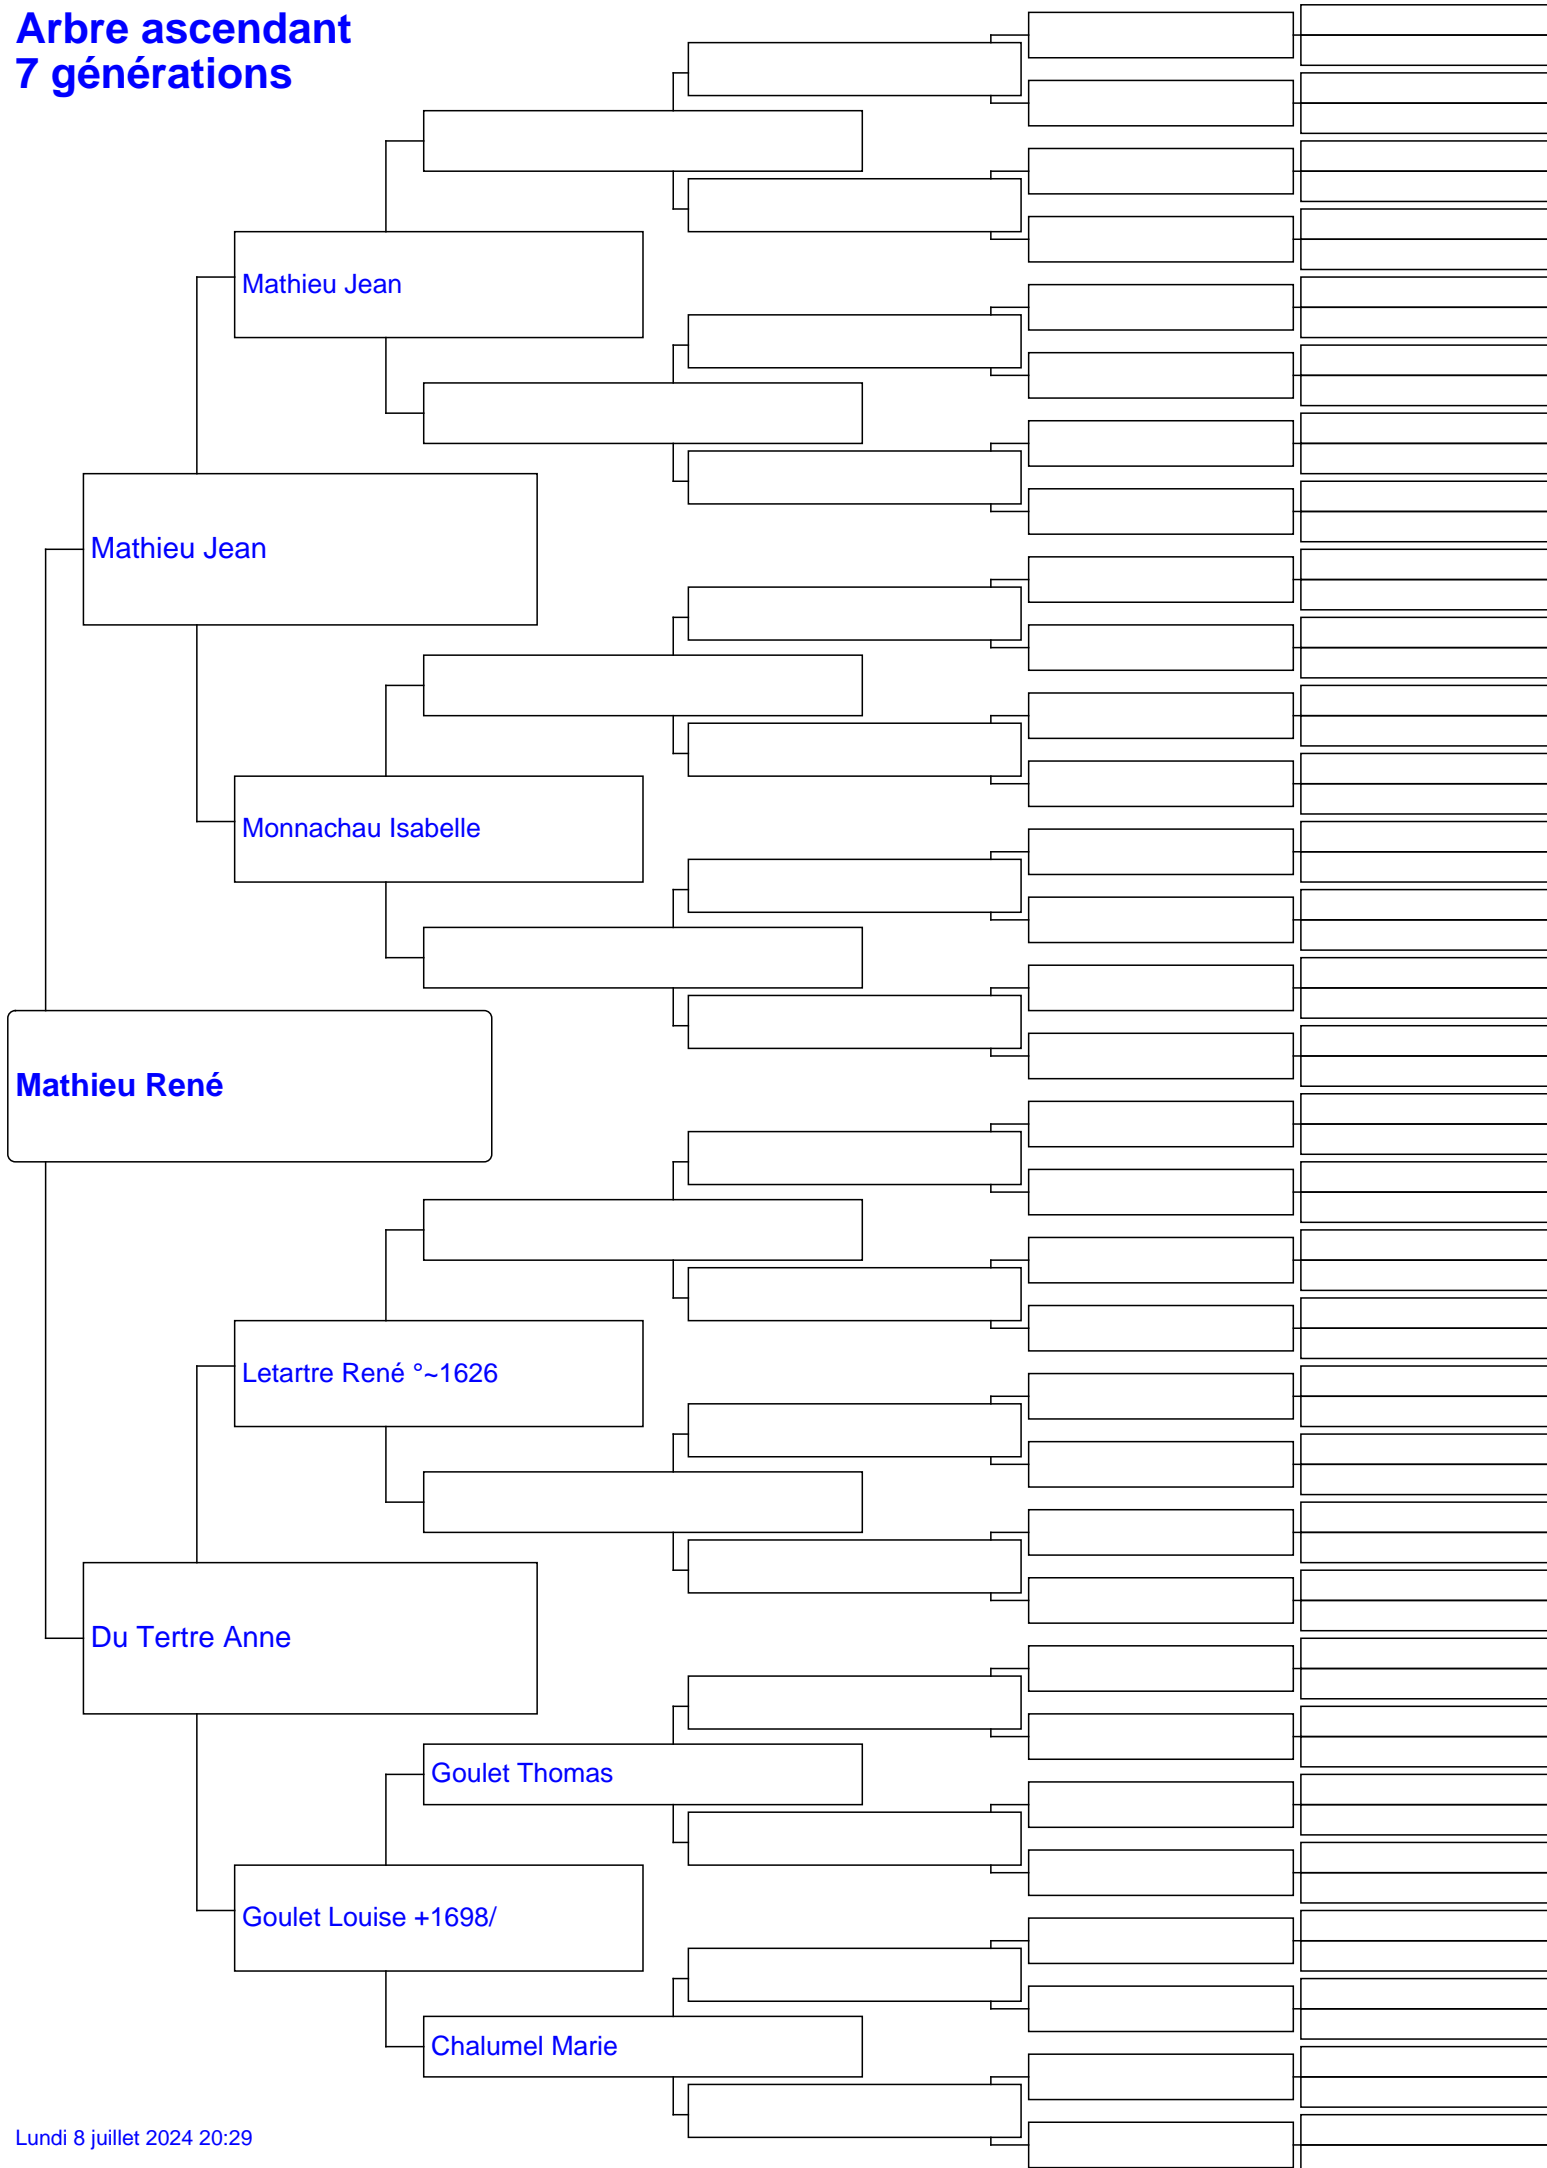 Arbre ascendant
7 générations
Mathieu Jean
Mathieu Jean
Monnachau Isabelle
Mathieu René
Letartre René °~1626
Du Tertre Anne
Goulet Thomas
Goulet Louise +1698/
Chalumel Marie
Lundi 8 juillet 2024 20:29